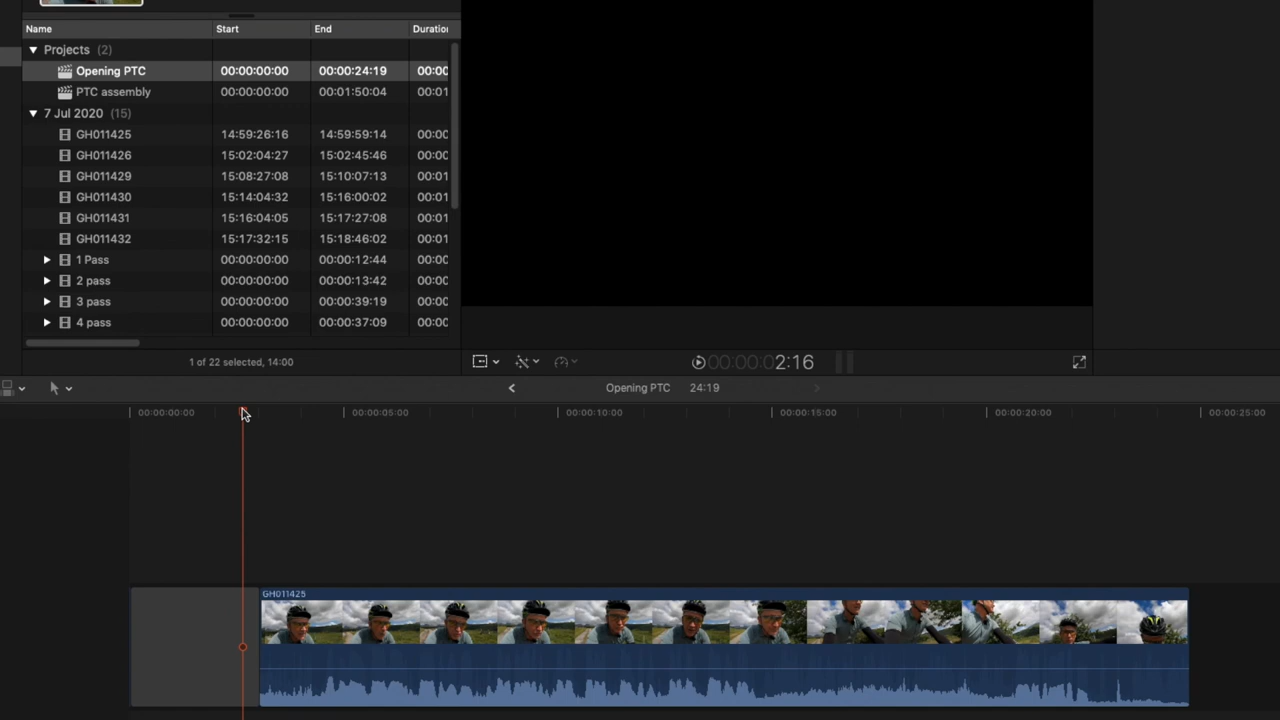 Name Start End Duration
Projects (2)
Opening PTC 00:00:00:00 00:00:24:19 00:00
PTC assembly 00:00:00:00 00:01:50:04 00:01
7 Jul 2020 (15)
GH011425 14:59:26:16 14:59:59:14 00:00
GH011426 15:02:04:27 15:02:45:46 00:00
GH011429 15:08:27:08 15:10:07:13 00:01
GH011430 15:14:04:32 15:16:00:02 00:01
GH011431 15:16:04:05 15:17:27:08 00:01
GH011432 15:17:32:15 15:18:46:02 00:01
1 Pass 00:00:00:00 00:00:12:44 00:00
2 pass 00:00:00:00 00:00:13:42 00:00
3 pass 00:00:00:00 00:00:39:19 00:00
4 pass 00:00:00:00 00:00:37:09 00:00
1 of 22 selected, 14:00
00:00:02:16
Opening PTC 24:19
00:00:00:00 00:00:05:00 00:00:10:00 00:00:15:00 00:00:20:00 00:00:25:00
GH011425